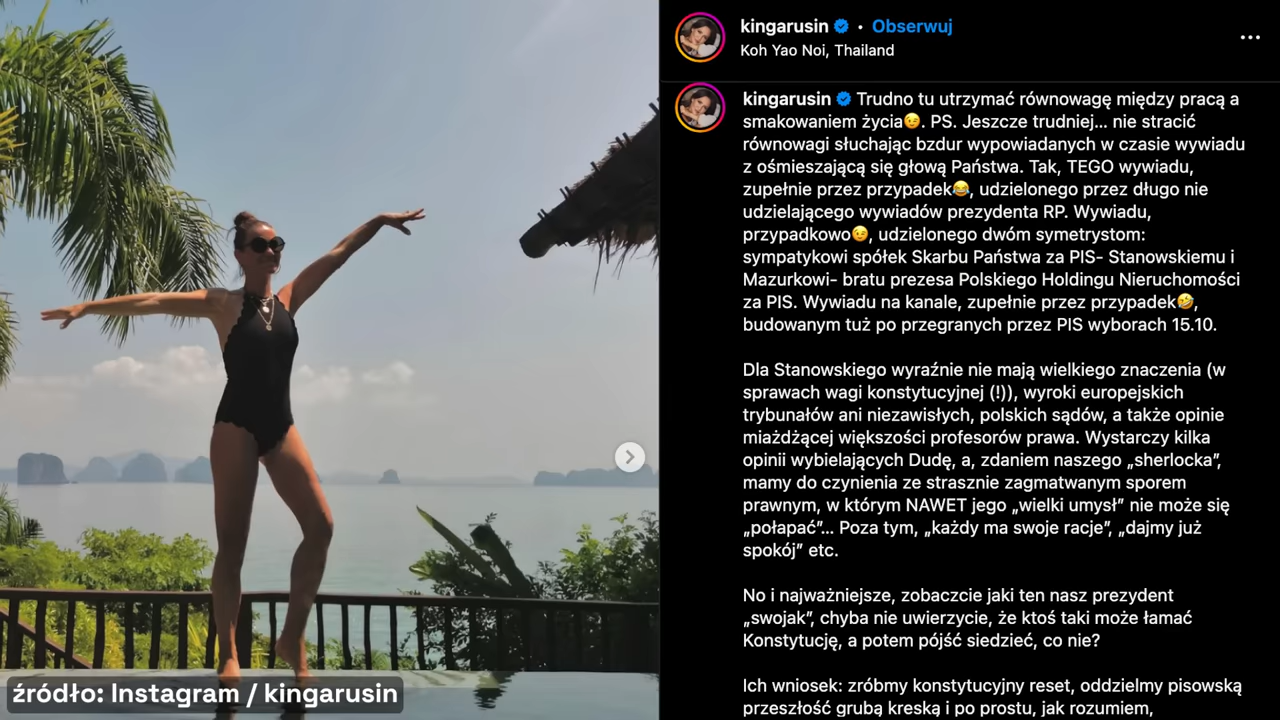 kingarusin • Obserwuj
Koh Yao Noi, Thailand
kingarusin Trudno tu utrzymać równowagę między pracą a
smakowaniem życia😉. PS. Jeszcze trudniej... nie stracić
równowagi słuchając bzdur wypowiadanych w czasie wywiadu
z ośmieszającą się głową Państwa. Tak, TEGO wywiadu,
zupełnie przez przypadek😂, udzielonego przez długo nie
udzielającego wywiadów prezydenta RP. Wywiadu,
przypadkowo😉, udzielonego dwóm symetrystom:
sympatykowi spółek Skarbu Państwa za PIS- Stanowskiemu i
Mazurkowi- bratu prezesa Polskiego Holdingu Nieruchomości
za PIS. Wywiadu na kanale, zupełnie przez przypadek🤣,
budowanym tuż po przegranych przez PIS wyborach 15.10.
Dla Stanowskiego wyraźnie nie mają wielkiego znaczenia (w
sprawach wagi konstytucyjnej (!)), wyroki europejskich
trybunałów ani niezawisłych, polskich sądów, a także opinie
miażdżącej większości profesorów prawa. Wystarczy kilka
opinii wybielających Dudę, a, zdaniem naszego „sherlocka”,
mamy do czynienia ze strasznie zagmatwanym sporem
prawnym, w którym NAWET jego „wielki umysł” nie może się
„połapać”... Poza tym, „każdy ma swoje racje”, „dajmy już
spokój” etc.
No i najważniejsze, zobaczcie jaki ten nasz prezydent
„swojak”, chyba nie uwierzycie, że ktoś taki może łamać
Konstytucję, a potem pójść siedzieć, co nie?
Ich wniosek: zróbmy konstytucyjny reset, oddzielmy pisowską
przeszłość grubą kreską i po prostu, jak rozumiem,
źródło: Instagram / kingarusin